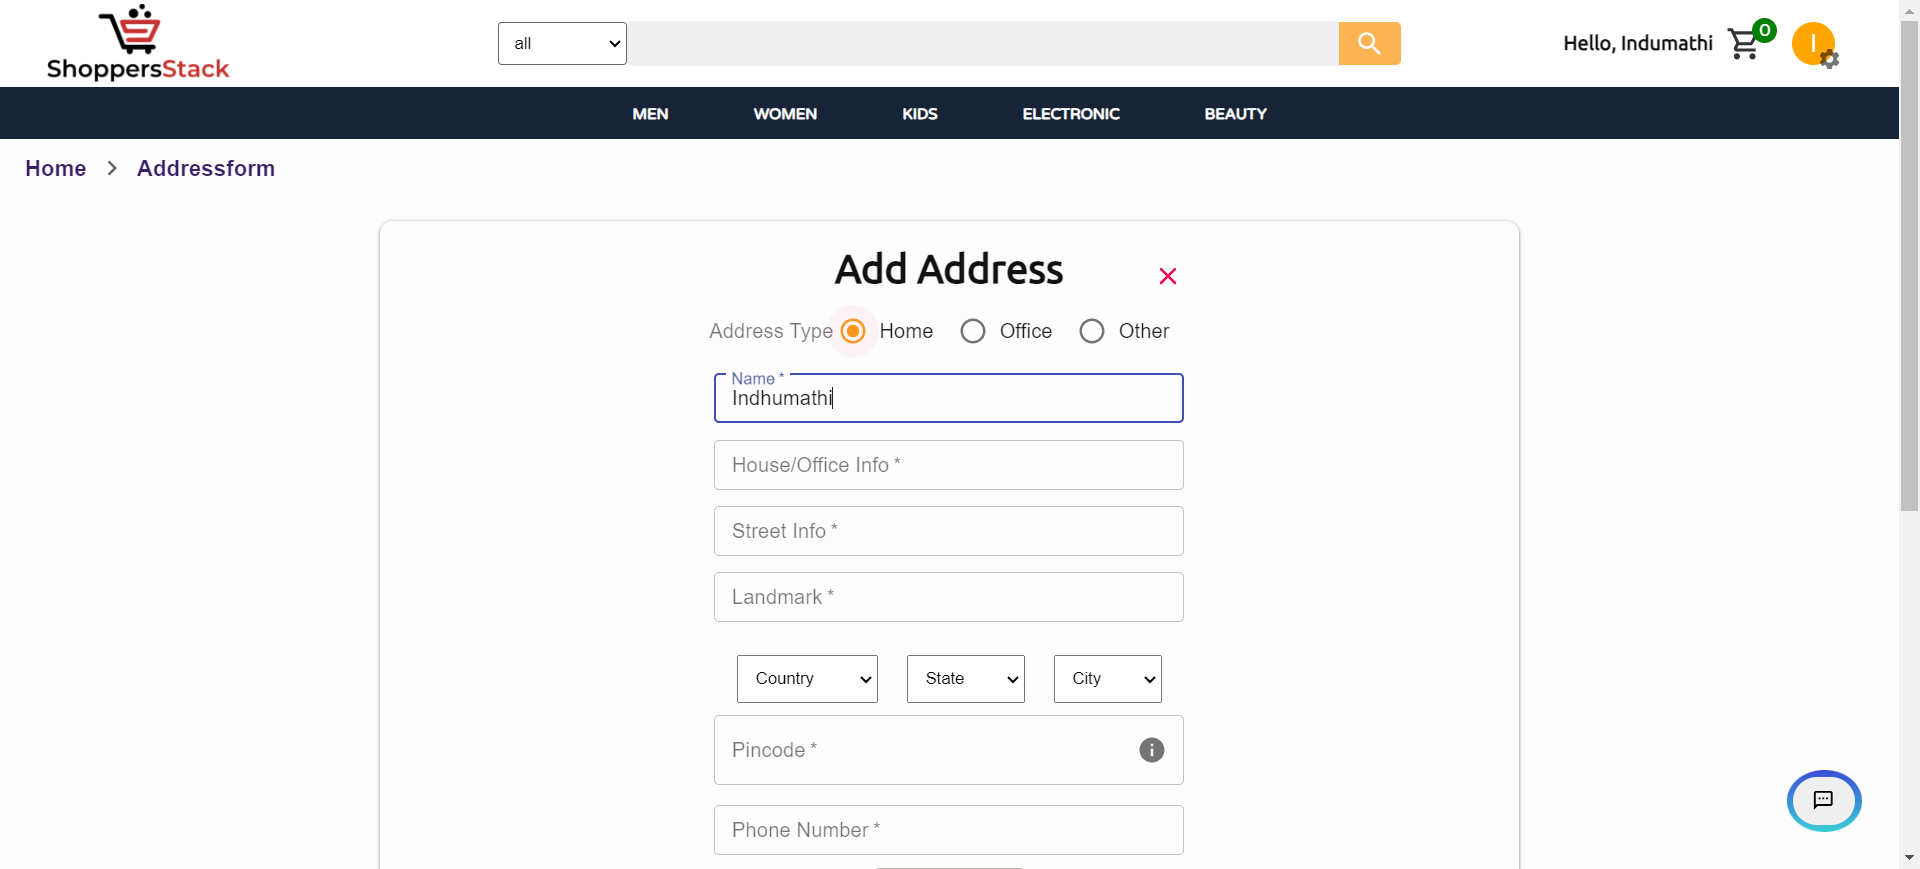 ShoppersStack
all
Hello, Indumathi
0
I
MEN WOMEN KIDS ELECTRONIC BEAUTY
Home > Addressform
Add Address
Address Type Home Office Other
Name *
Indhumathi
House/Office Info *
Street Info *
Landmark *
Country State City
Pincode *
Phone Number *